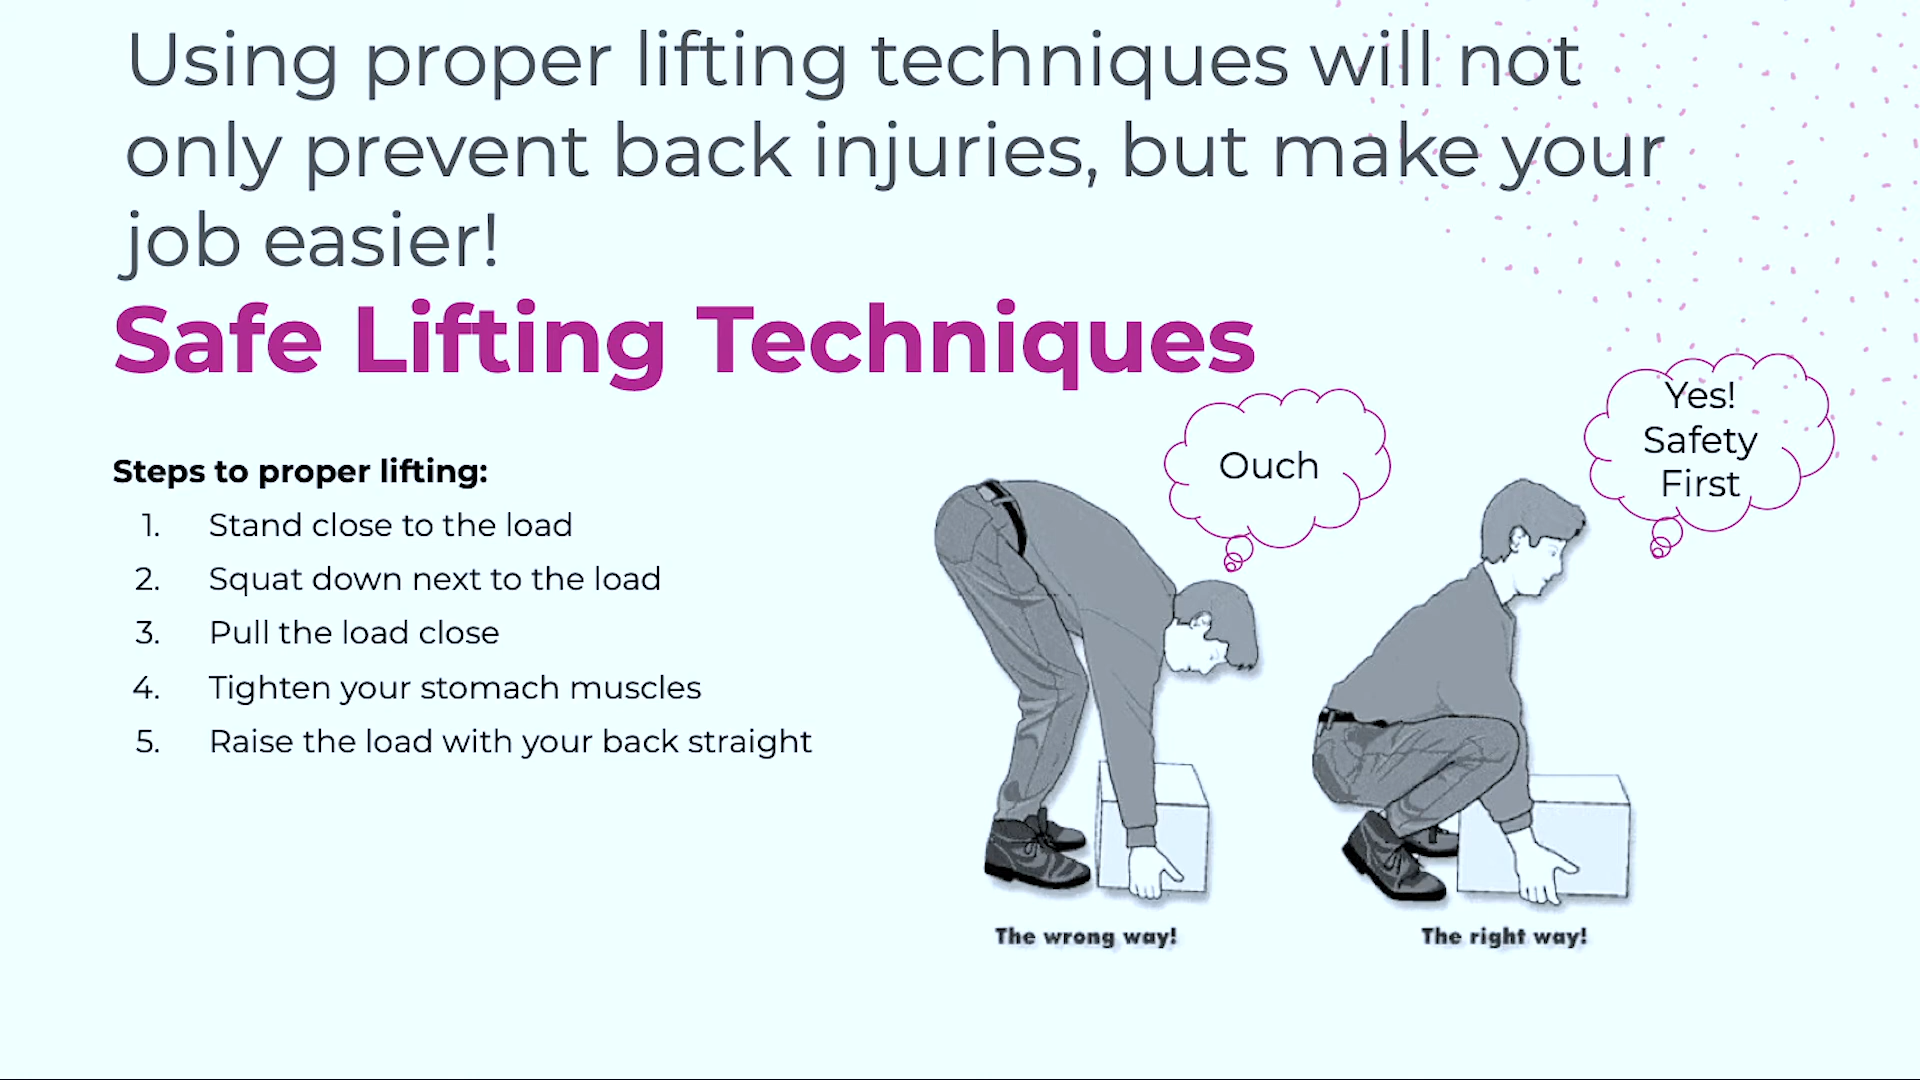 Using proper lifting techniques will not
only prevent back injuries, but make your
job easier!
Safe Lifting Techniques
Steps to proper lifting:
1. Stand close to the load
2. Squat down next to the load
3. Pull the load close
4. Tighten your stomach muscles
5. Raise the load with your back straight
Ouch
Yes!
Safety
First
The wrong way!
The right way!